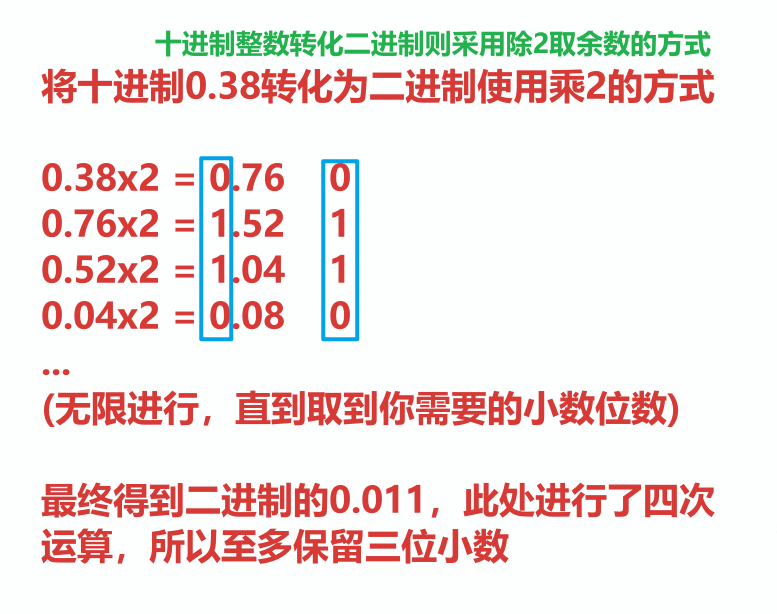 十进制整数转化二进制则采用除2取余数的方式
将十进制0.38转化为二进制使用乘2的方式
0.38x2 = 0.76 0
0.76x2 = 1.52 1
0.52x2 = 1.04 1
0.04x2 = 0.08 0
...
(无限进行，直到取到你需要的小数位数)
最终得到二进制的0.011，此处进行了四次
运算，所以至多保留三位小数